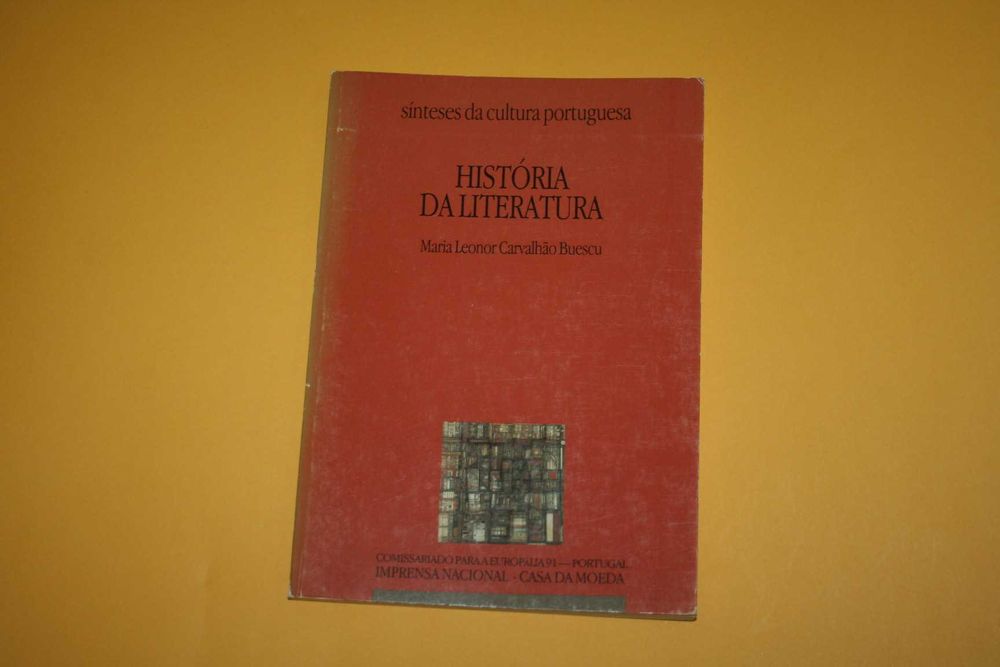 sínteses da cultura portuguesa
HISTÓRIA
DA LITERATURA
Maria Leonor Carvalhão Buescu
COMISSARIADO PARA A EUROPÁLIA 91 — PORTUGAL
IMPRENSA NACIONAL · CASA DA MOEDA